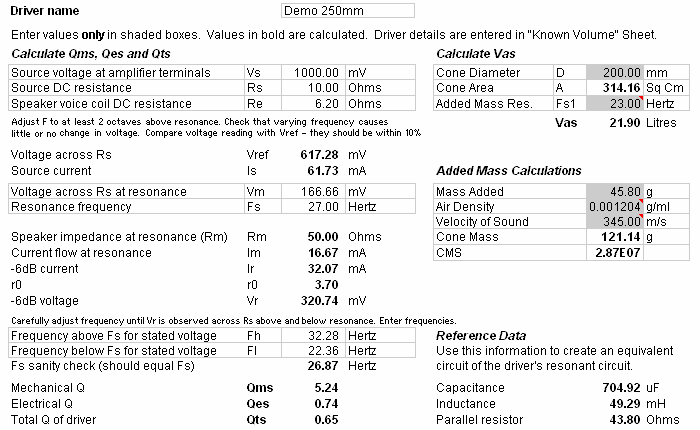 Driver name Demo 250mm
Enter values only in shaded boxes. Values in bold are calculated. Driver details are entered in "Known Volume" Sheet.
Calculate Qms, Qes and Qts
Source voltage at amplifier terminals Vs 1000.00 mV
Source DC resistance Rs 10.00 Ohms
Speaker voice coil DC resistance Re 6.20 Ohms
Adjust F to at least 2 octaves above resonance. Check that varying frequency causes
little or no change in voltage. Compare voltage reading with Vref - they should be within 10%
Voltage across Rs Vref 617.28 mV
Source current Is 61.73 mA
Voltage across Rs at resonance Vm 166.66 mV
Resonance frequency Fs 27.00 Hertz
Speaker impedance at resonance (Rm) Rm 50.00 Ohms
Current flow at resonance Im 16.67 mA
-6dB current Ir 32.07 mA
r0 r0 3.70
-6dB voltage Vr 320.74 mV
Carefully adjust frequency until Vr is observed across Rs above and below resonance. Enter frequencies.
Frequency above Fs for stated voltage Fh 32.28 Hertz
Frequency below Fs for stated voltage Fl 22.36 Hertz
Fs sanity check (should equal Fs) 26.87 Hertz
Mechanical Q Qms 5.24
Electrical Q Qes 0.74
Total Q of driver Qts 0.65
Calculate Vas
Cone Diameter D 200.00 mm
Cone Area A 314.16 Sq Cm
Added Mass Res. Fs1 23.00 Hertz
Vas 21.90 Litres
Added Mass Calculations
Mass Added 45.80 g
Air Density 0.001204 g/ml
Velocity of Sound 345.00 m/s
Cone Mass 121.14 g
CMS 2.87E07
Reference Data
Use this information to create an equivalent
circuit of the driver's resonant circuit.
Capacitance 704.92 uF
Inductance 49.29 mH
Parallel resistor 43.80 Ohms